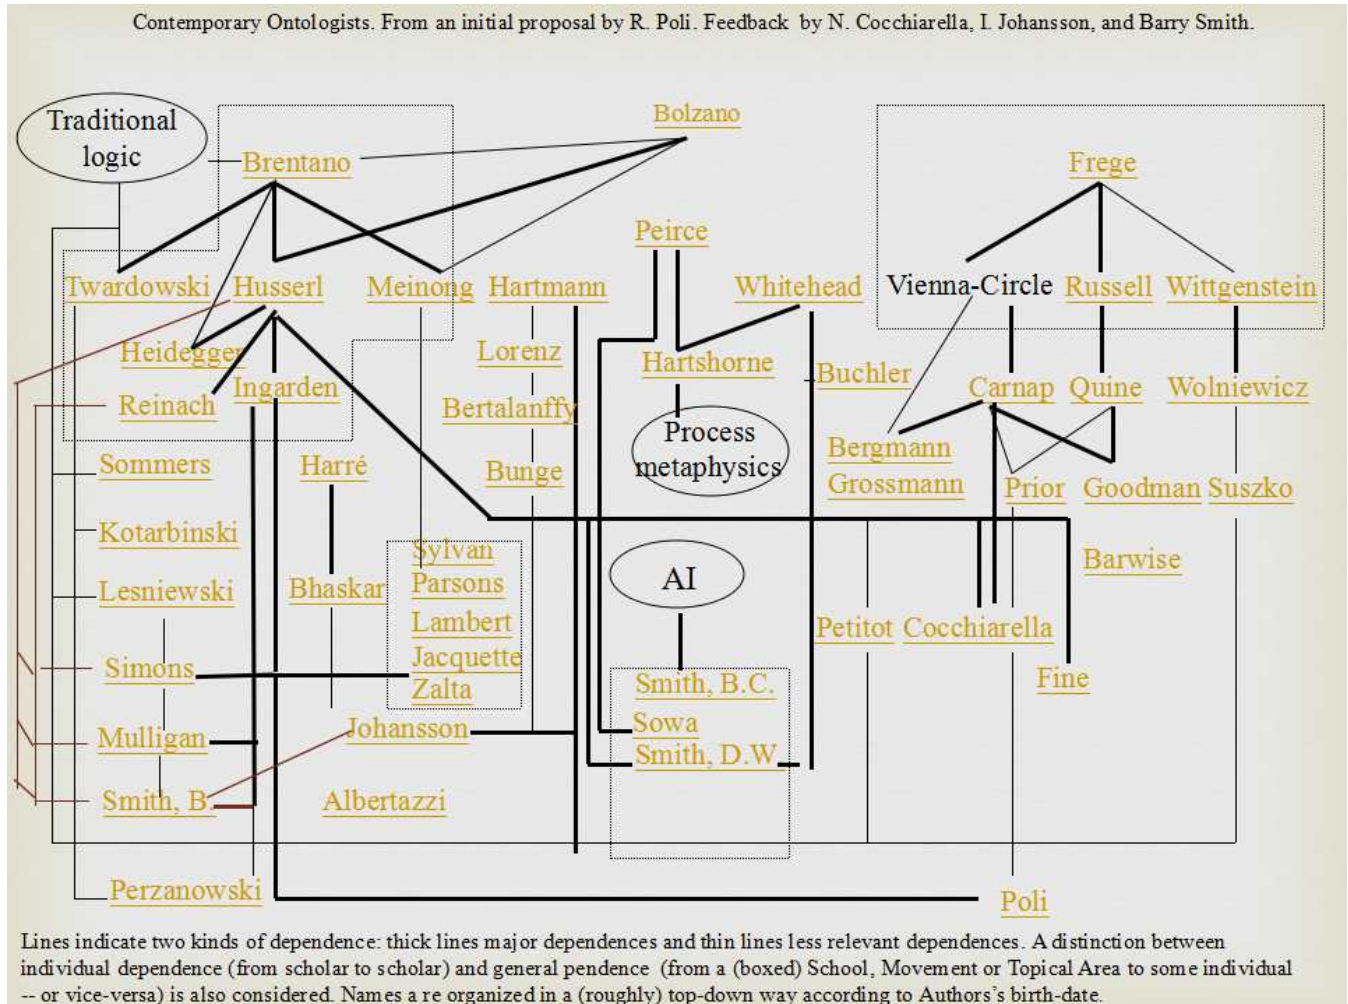 Contemporary Ontologists. From an initial proposal by R. Poli. Feedback by N. Cocchiarella, I. Johansson, and Barry Smith.
Bolzano
Traditional
logic
Brentano
Frege
Peirce
Twardowski Husserl Meinong Hartmann Whitehead Vienna-Circle Russell Wittgenstein
Heidegger Lorenz Hartshorne Buchler
Ingarden Carnap Quine Wolniewicz
Reinach Bertalanffy
Process
metaphysics
Bergmann
Sommers Harré Bunge
Grossmann Prior Goodman Suszko
Kotarbinski
Sylvan
Barwise
Lesniewski Bhaskar Parsons AI
Lambert Petitot Cocchiarella
Simons Jacquette
Zalta Smith, B.C. Fine
Mulligan Johansson Sowa
Smith, D.W.
Smith, B. Albertazzi
Perzanowski Poli
Lines indicate two kinds of dependence: thick lines major dependences and thin lines less relevant dependences. A distinction between
individual dependence (from scholar to scholar) and general pendence (from a (boxed) School, Movement or Topical Area to some individual
-- or vice-versa) is also considered. Names a re organized in a (roughly) top-down way according to Authors's birth-date.